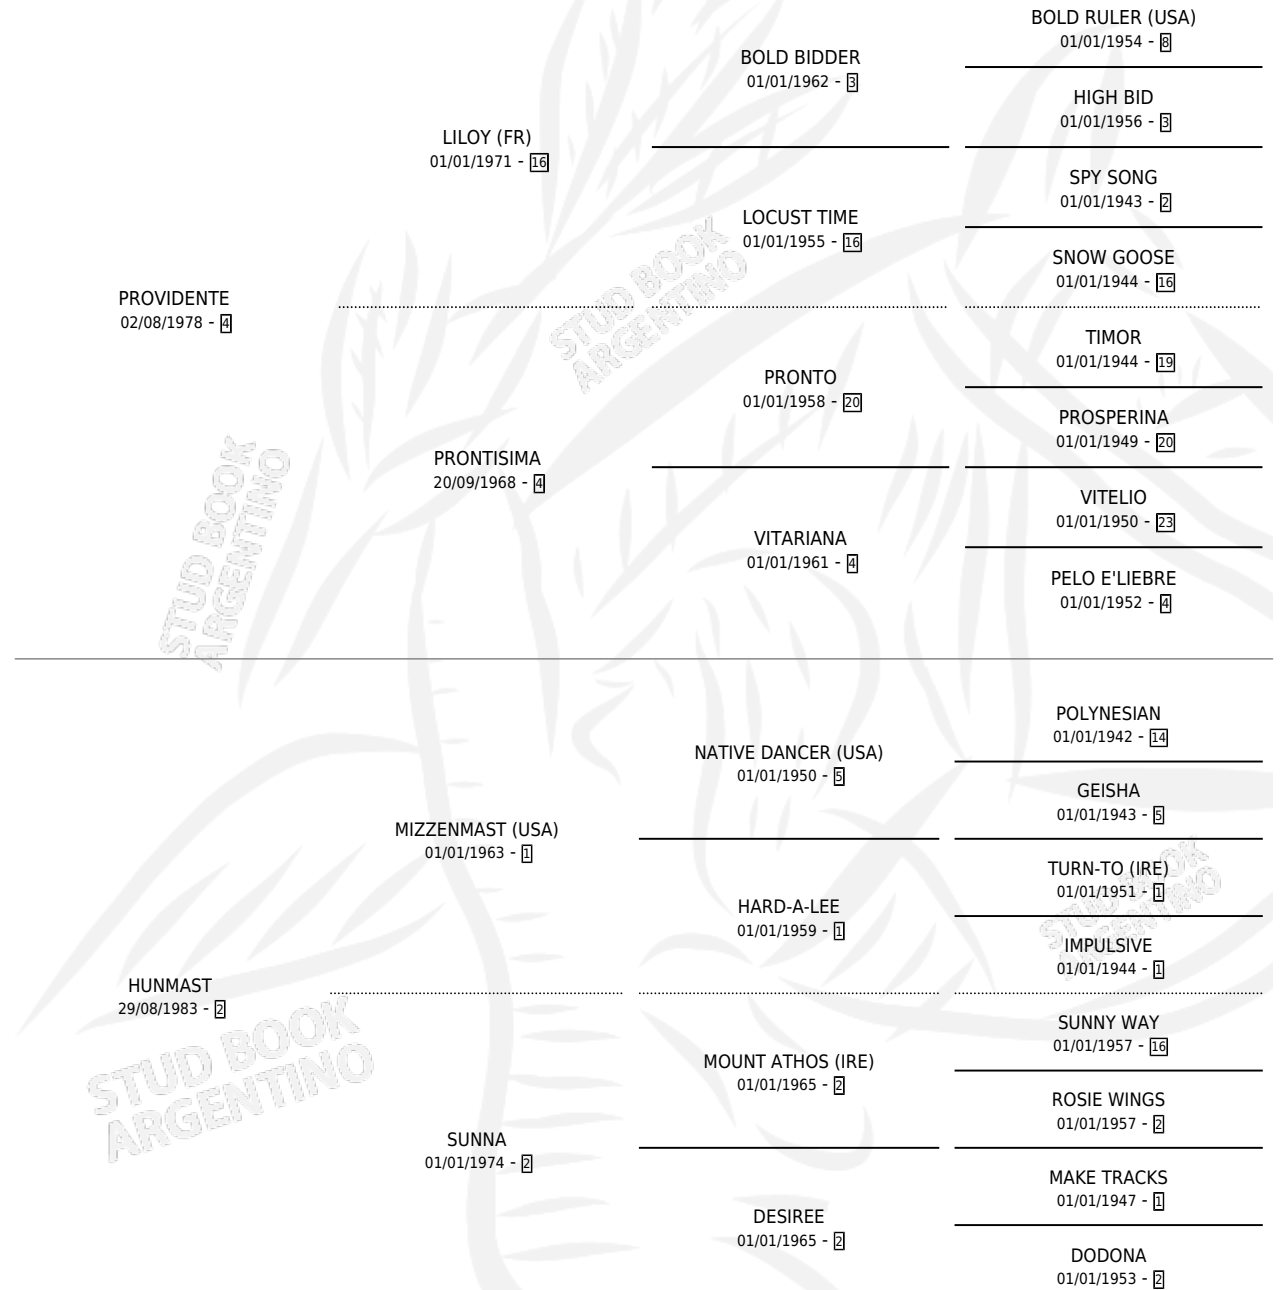 BOLD RULER (USA)
01/01/1954 - 8
BOLD BIDDER
01/01/1962 - 3
HIGH BID
01/01/1956 - 3
LILOY (FR)
01/01/1971 - 16
SPY SONG
01/01/1943 - 2
LOCUST TIME
01/01/1955 - 16
SNOW GOOSE
01/01/1944 - 16
PROVIDENTE
02/08/1978 - 4
STUD BOOK
ARGENTINO
TIMOR
01/01/1944 - 19
PRONTO
01/01/1958 - 20
PROSPERINA
01/01/1949 - 20
PRONTISIMA
20/09/1968 - 4
VITELIO
01/01/1950 - 23
VITARIANA
01/01/1961 - 4
PELO E'LIEBRE
01/01/1952 - 4
STUD BOOK
ARGENTINO
POLYNESIAN
01/01/1942 - 14
NATIVE DANCER (USA)
01/01/1950 - 5
GEISHA
01/01/1943 - 5
MIZZENMAST (USA)
01/01/1963 - 1
TURN-TO (IRE)
01/01/1951 - 1
HARD-A-LEE
01/01/1959 - 1
STUD BOOK
ARGENTINO
IMPULSIVE
01/01/1944 - 1
HUNMAST
29/08/1983 - 2
STUD BOOK
ARGENTINO
SUNNY WAY
01/01/1957 - 16
MOUNT ATHOS (IRE)
01/01/1965 - 2
ROSIE WINGS
01/01/1957 - 2
SUNNA
01/01/1974 - 2
MAKE TRACKS
01/01/1947 - 1
DESIREE
01/01/1965 - 2
DODONA
01/01/1953 - 2